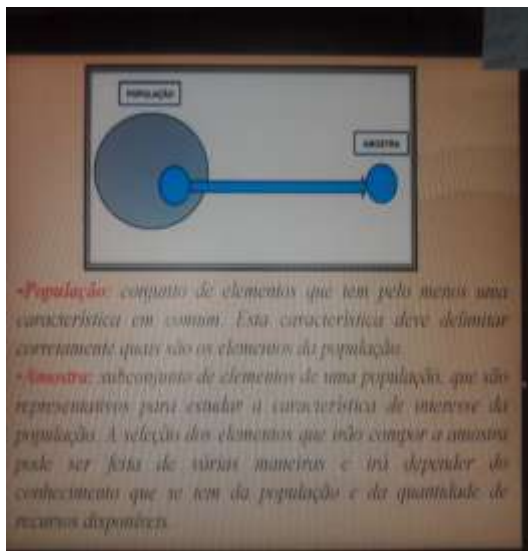 POPULAÇÃO
AMOSTRA
•População: conjunto de elementos que tem pelo menos uma
característica em comum. Esta característica deve delimitar
corretamente quais são os elementos da população.
•Amostra: subconjunto de elementos de uma população, que são
representativos para estudar a característica de interesse da
população. A seleção dos elementos que irão compor a amostra
pode ser feita de várias maneiras e irá depender do
conhecimento que se tem da população e da quantidade de
recursos disponíveis.